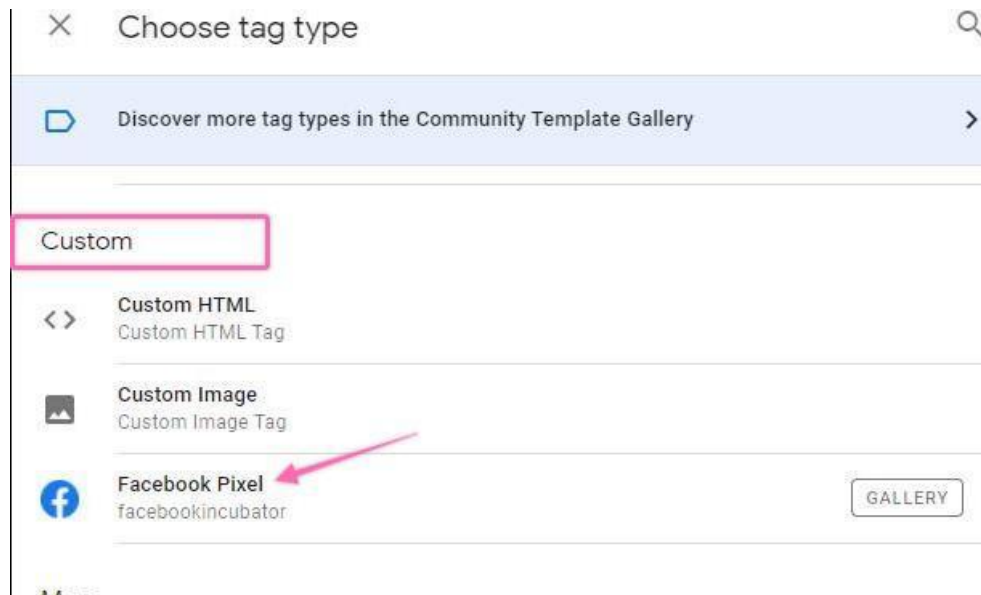 Choose tag type
Discover more tag types in the Community Template Gallery
Custom
Custom HTML
Custom HTML Tag
Custom Image
Custom Image Tag
Facebook Pixel
facebookincubator
GALLERY